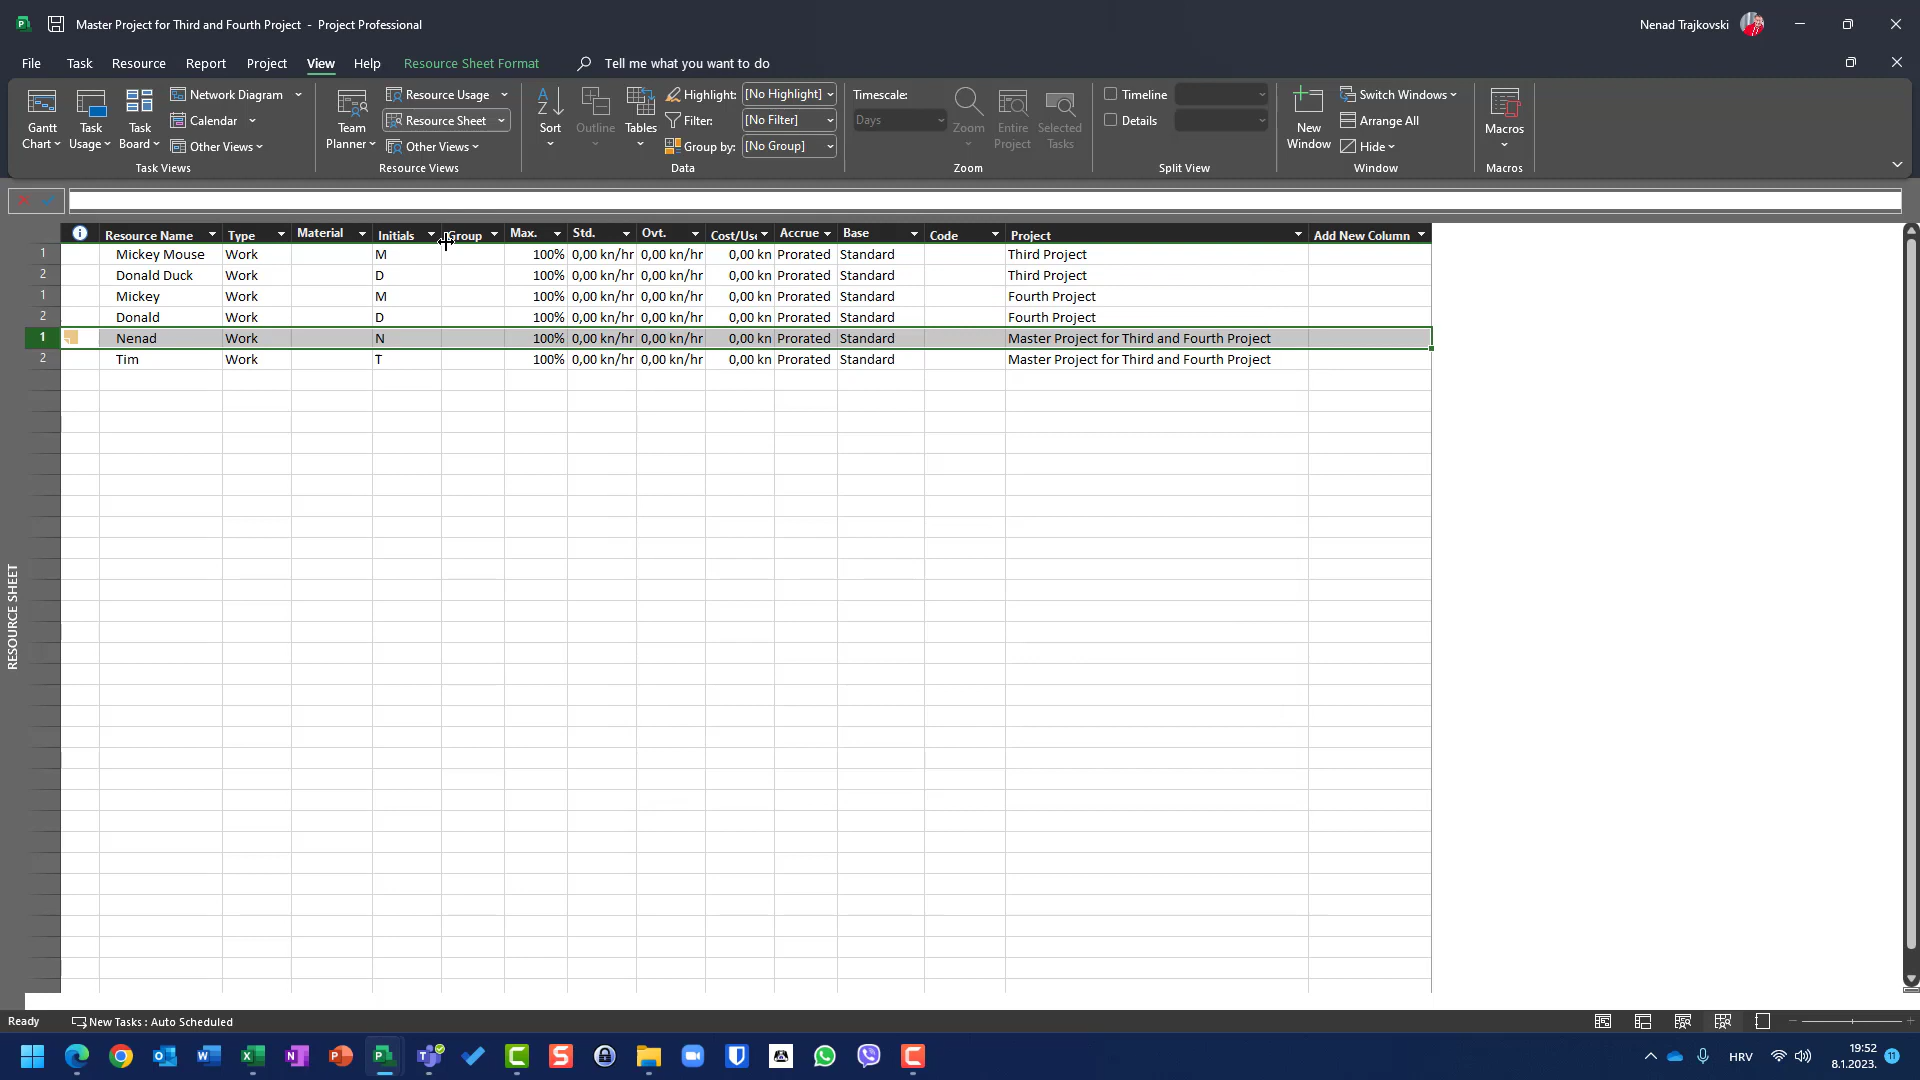 Master Project for Third and Fourth Project - Project Professional
Nenad Trajkovski
File Task Resource Report Project View Help Resource Sheet Format Tell me what you want to do
Gantt Chart
Task Usage
Task Board
Network Diagram
Calendar
Other Views
Task Views
Team Planner
Resource Usage
Resource Sheet
Other Views
Resource Views
Sort
Outline
Tables
Highlight: [No Highlight]
Filter: [No Filter]
Group by: [No Group]
Data
Timescale:
Days
Zoom
Entire Project
Selected Tasks
Zoom
Timeline
Details
Split View
New Window
Switch Windows
Arrange All
Hide
Window
Macros
Macros
Resource Name Type Material Initials Group Max. Std. Ovt. Cost/Us Accrue Base Code Project Add New Column
1 Mickey Mouse Work M 100% 0,00 kn/hr 0,00 kn/hr 0,00 kn Prorated Standard Third Project
2 Donald Duck Work D 100% 0,00 kn/hr 0,00 kn/hr 0,00 kn Prorated Standard Third Project
1 Mickey Work M 100% 0,00 kn/hr 0,00 kn/hr 0,00 kn Prorated Standard Fourth Project
2 Donald Work D 100% 0,00 kn/hr 0,00 kn/hr 0,00 kn Prorated Standard Fourth Project
1 Nenad Work N 100% 0,00 kn/hr 0,00 kn/hr 0,00 kn Prorated Standard Master Project for Third and Fourth Project
2 Tim Work T 100% 0,00 kn/hr 0,00 kn/hr 0,00 kn Prorated Standard Master Project for Third and Fourth Project
RESOURCE SHEET
Ready New Tasks : Auto Scheduled
HRV
19:52
8.1.2023.
11